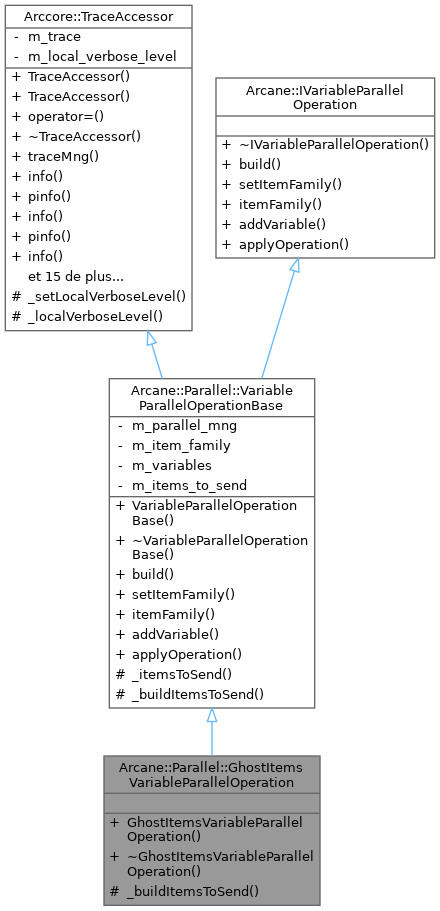 Arccore::TraceAccessor
- m_trace
- m_local_verbose_level
+ TraceAccessor()
+ TraceAccessor()
+ operator=()
+ ~TraceAccessor()
+ traceMng()
+ info()
+ pinfo()
+ info()
+ pinfo()
+ info()
et 15 de plus...
# _setLocalVerboseLevel()
# _localVerboseLevel()
Arcane::IVariableParallel
Operation
+ ~IVariableParallelOperation()
+ build()
+ setItemFamily()
+ itemFamily()
+ addVariable()
+ applyOperation()
Arcane::Parallel::Variable
ParallelOperationBase
- m_parallel_mng
- m_item_family
- m_variables
- m_items_to_send
+ VariableParallelOperation
Base()
+ ~VariableParallelOperation
Base()
+ build()
+ setItemFamily()
+ itemFamily()
+ addVariable()
+ applyOperation()
# _itemsToSend()
# _buildItemsToSend()
Arcane::Parallel::GhostItems
VariableParallelOperation
+ GhostItemsVariableParallel
Operation()
+ ~GhostItemsVariableParallel
Operation()
# _buildItemsToSend()